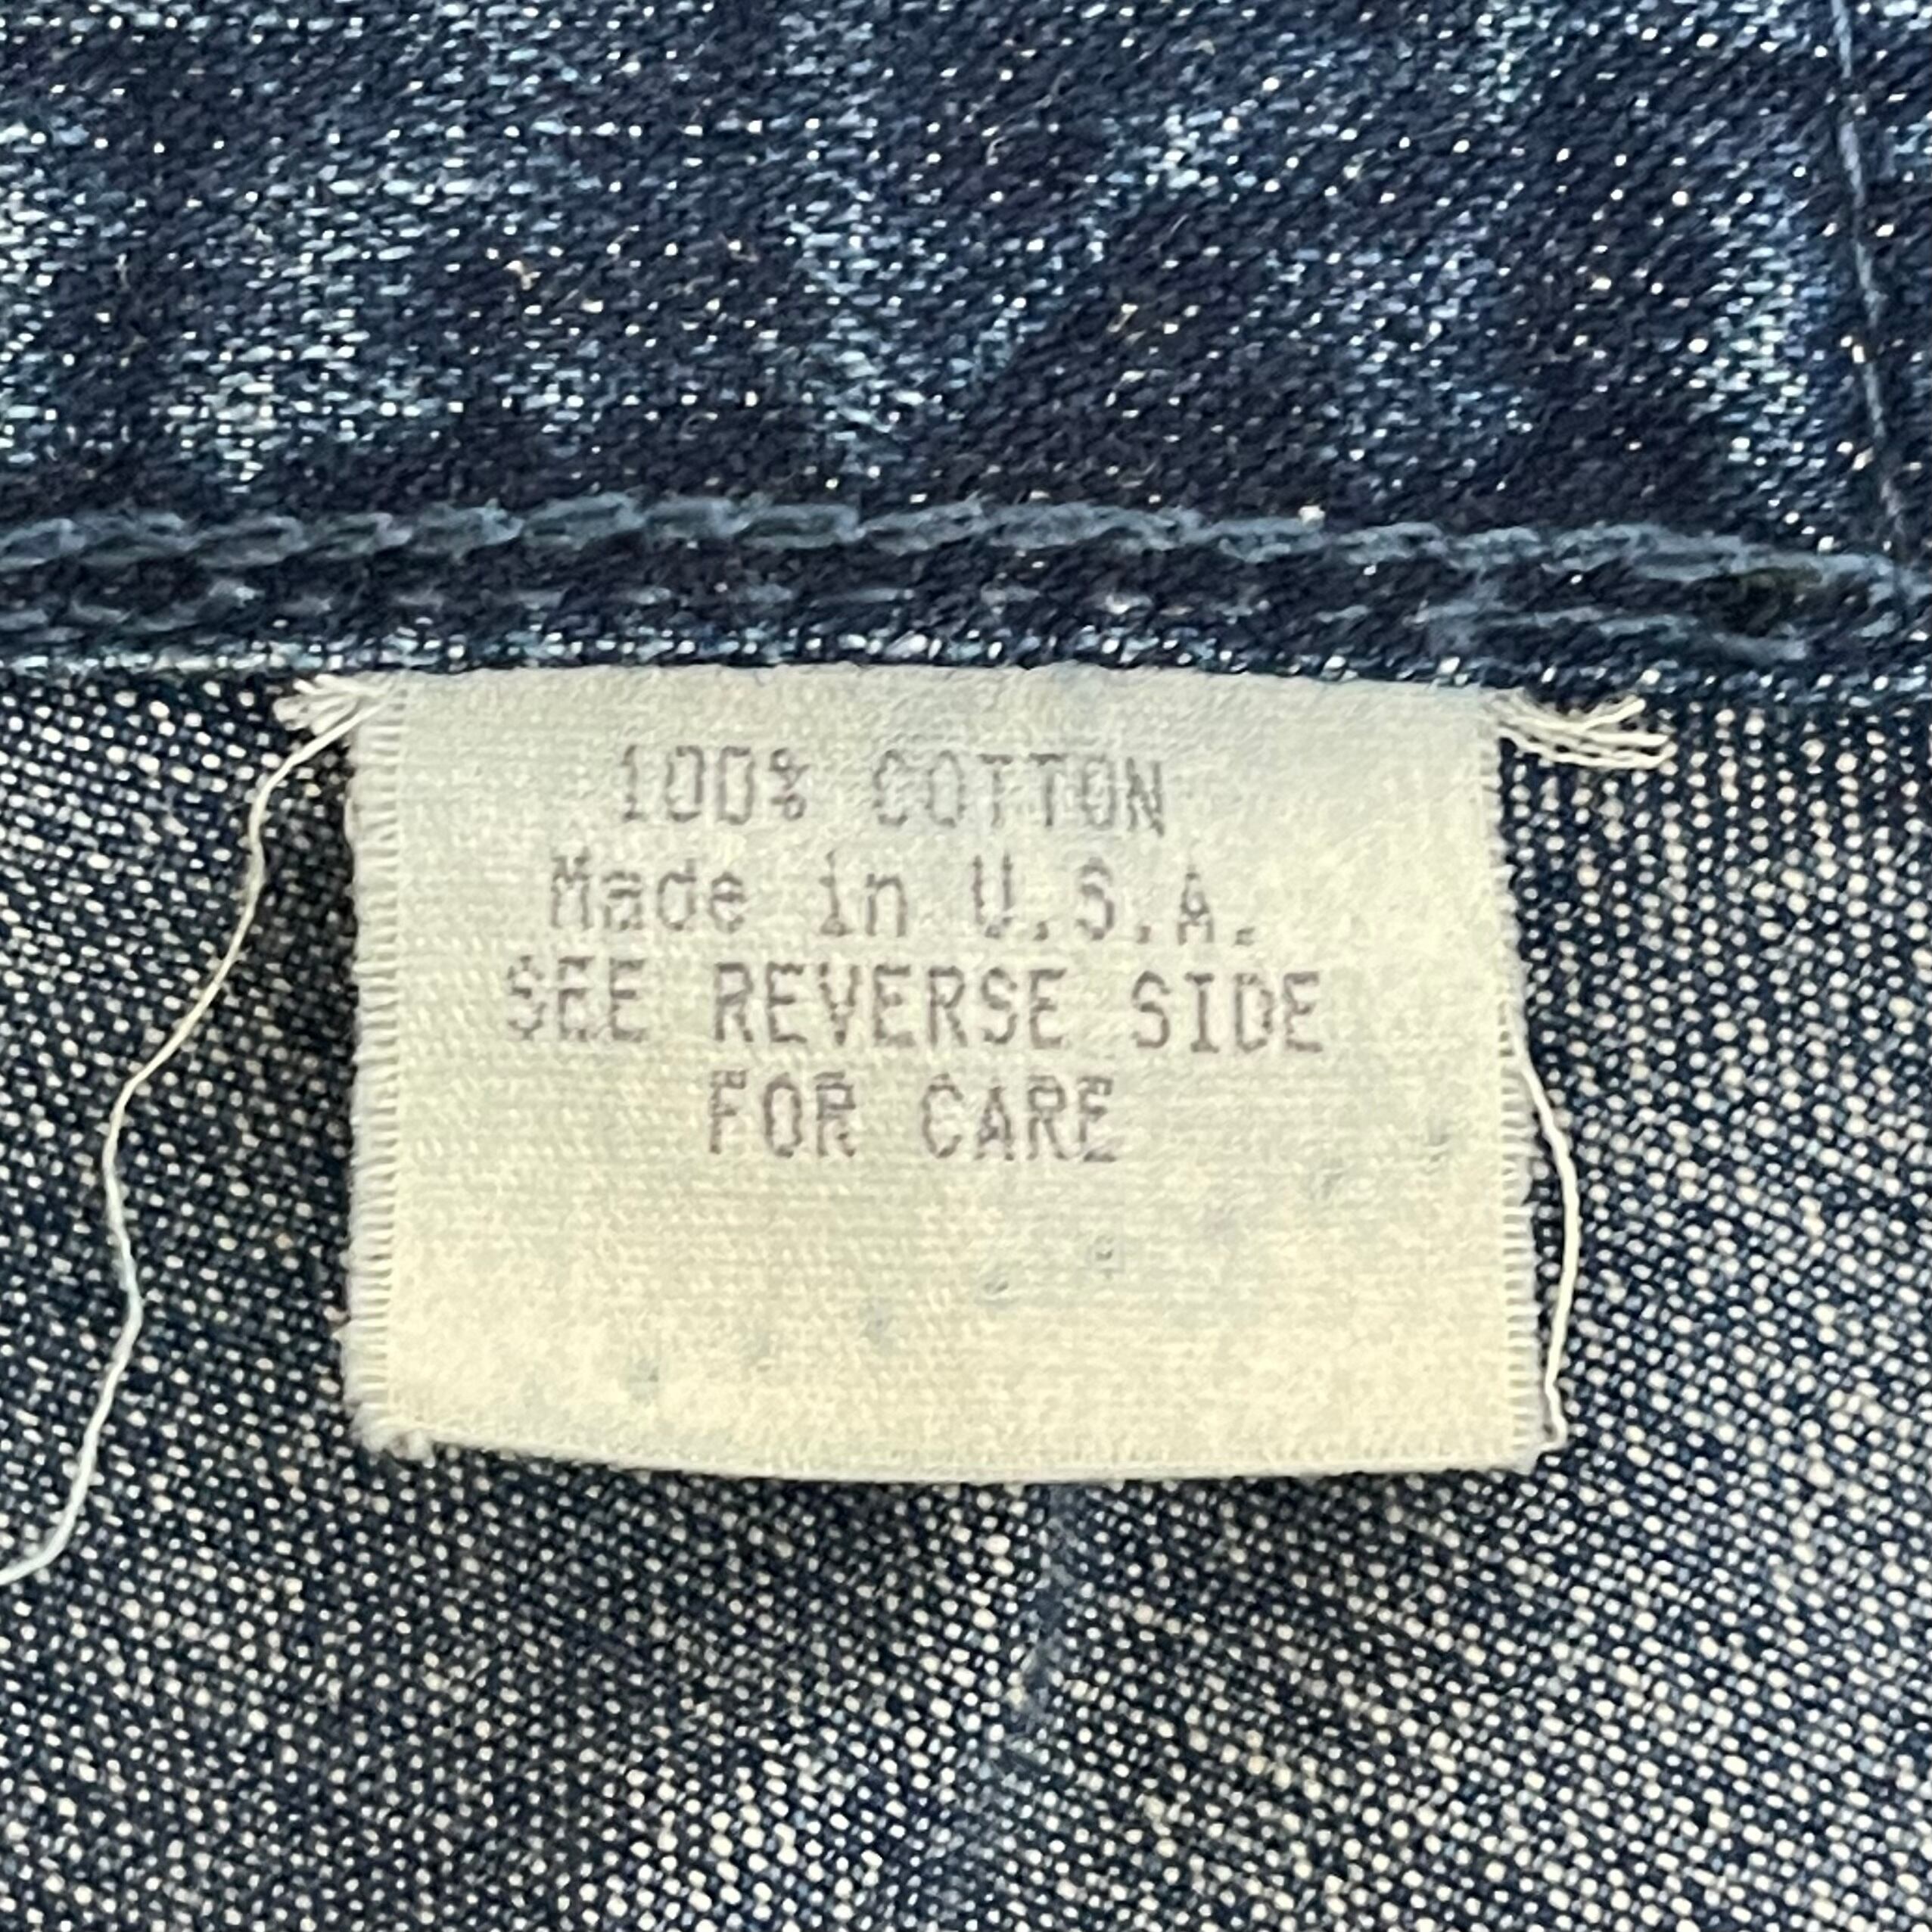 100% COTTON
Made in U.S.A.
SEE REVERSE SIDE
FOR CARE